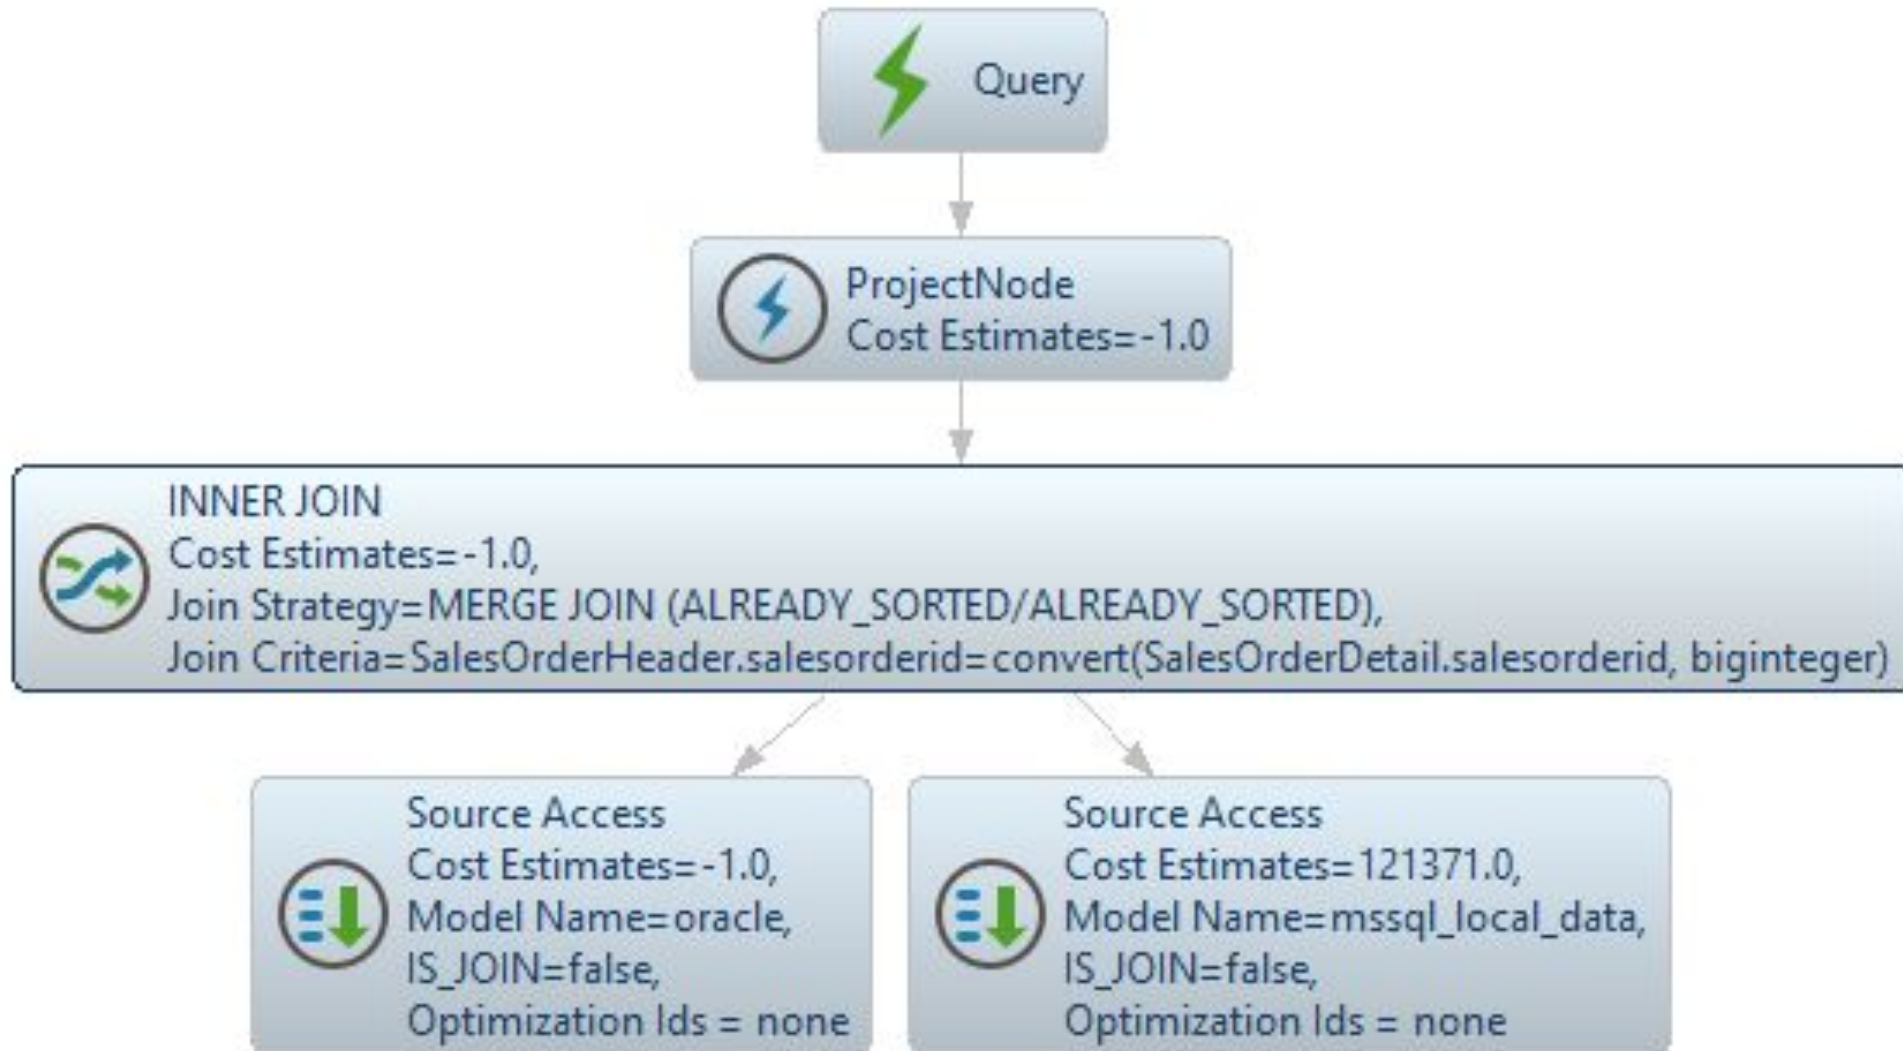 Query
ProjectNode
Cost Estimates=-1.0
INNER JOIN
Cost Estimates=-1.0,
Join Strategy=MERGE JOIN (ALREADY_SORTED/ALREADY_SORTED),
Join Criteria=SalesOrderHeader.salesorderid=convert(SalesOrderDetail.salesorderid, biginteger)
Source Access
Cost Estimates=-1.0,
Model Name=oracle,
IS_JOIN=false,
Optimization Ids = none
Source Access
Cost Estimates=121371.0,
Model Name=mssql_local_data,
IS_JOIN=false,
Optimization Ids = none